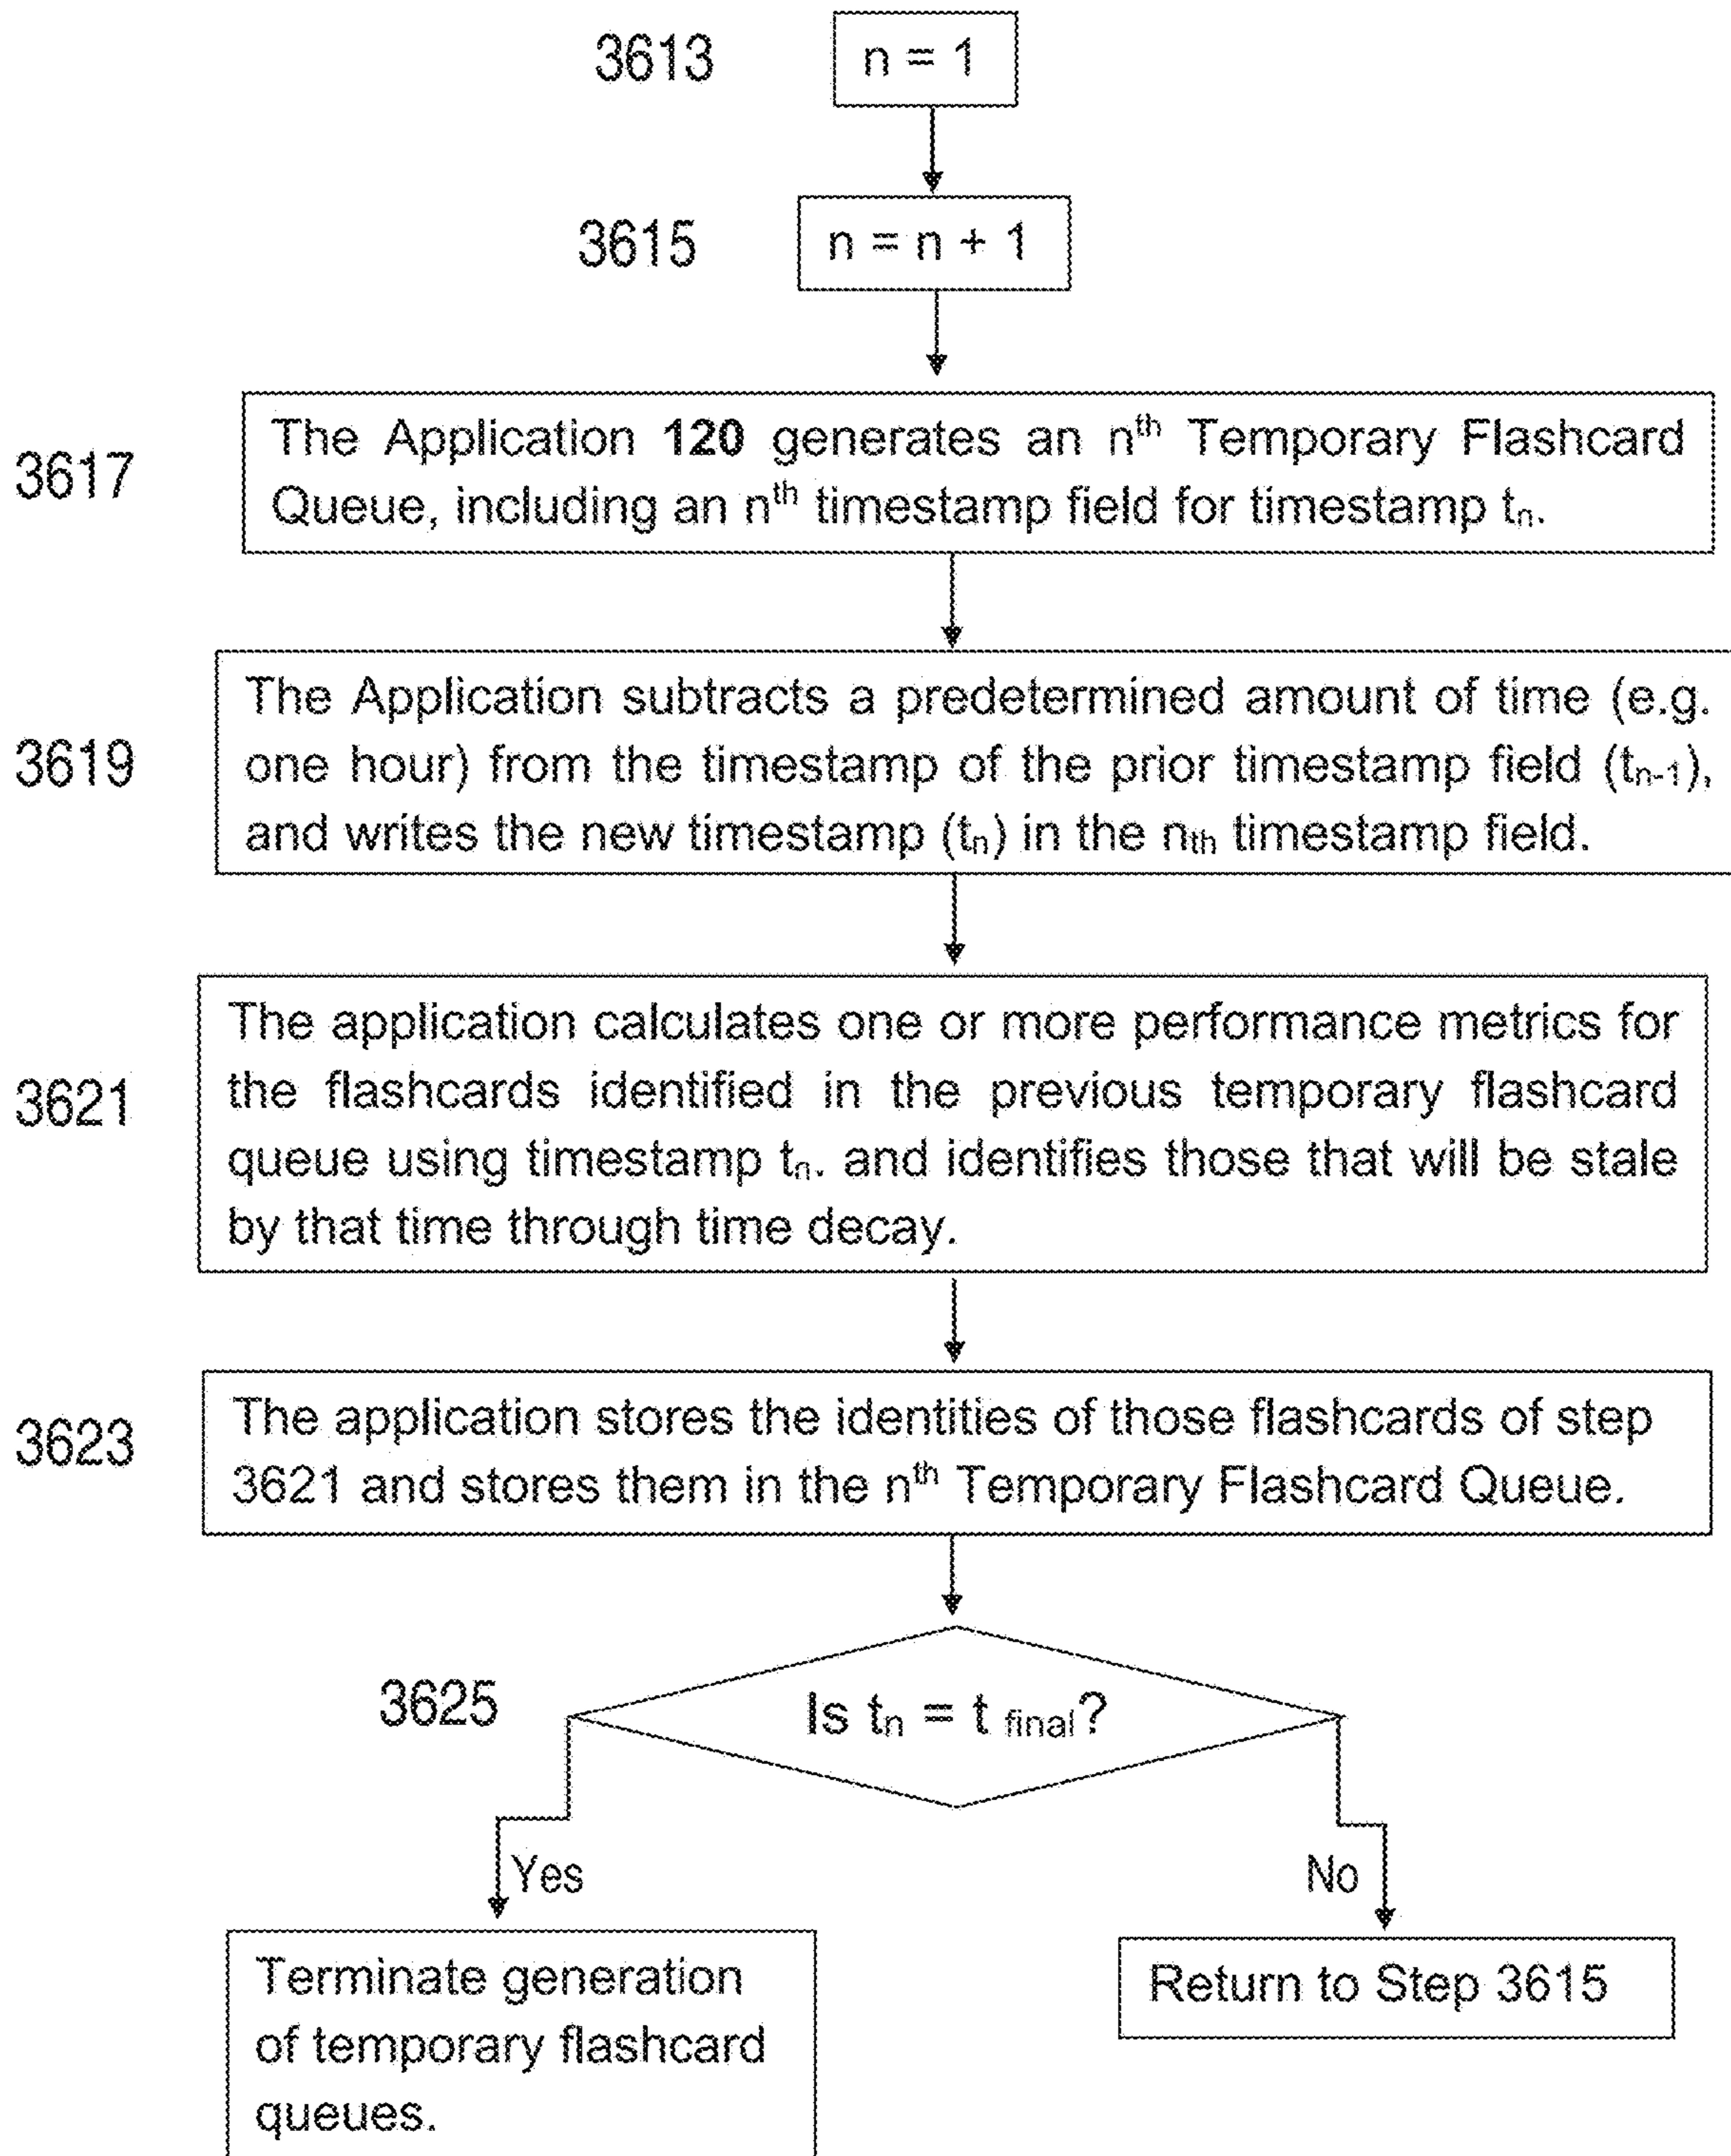 3613
n = 1
3615
n = n + 1
3617
The Application 120 generates an nth Temporary Flashcard
Queue, including an nth timestamp field for timestamp tn.
3619
The Application subtracts a predetermined amount of time (e.g.
one hour) from the timestamp of the prior timestamp field (tn-1),
and writes the new timestamp (tn) in the nth timestamp field.
3621
The application calculates one or more performance metrics for
the flashcards identified in the previous temporary flashcard
queue using timestamp tn. and identifies those that will be stale
by that time through time decay.
3623
The application stores the identities of those flashcards of step
3621 and stores them in the nth Temporary Flashcard Queue.
3625
Is tn = t final?
Yes
No
Terminate generation
of temporary flashcard
queues.
Return to Step 3615